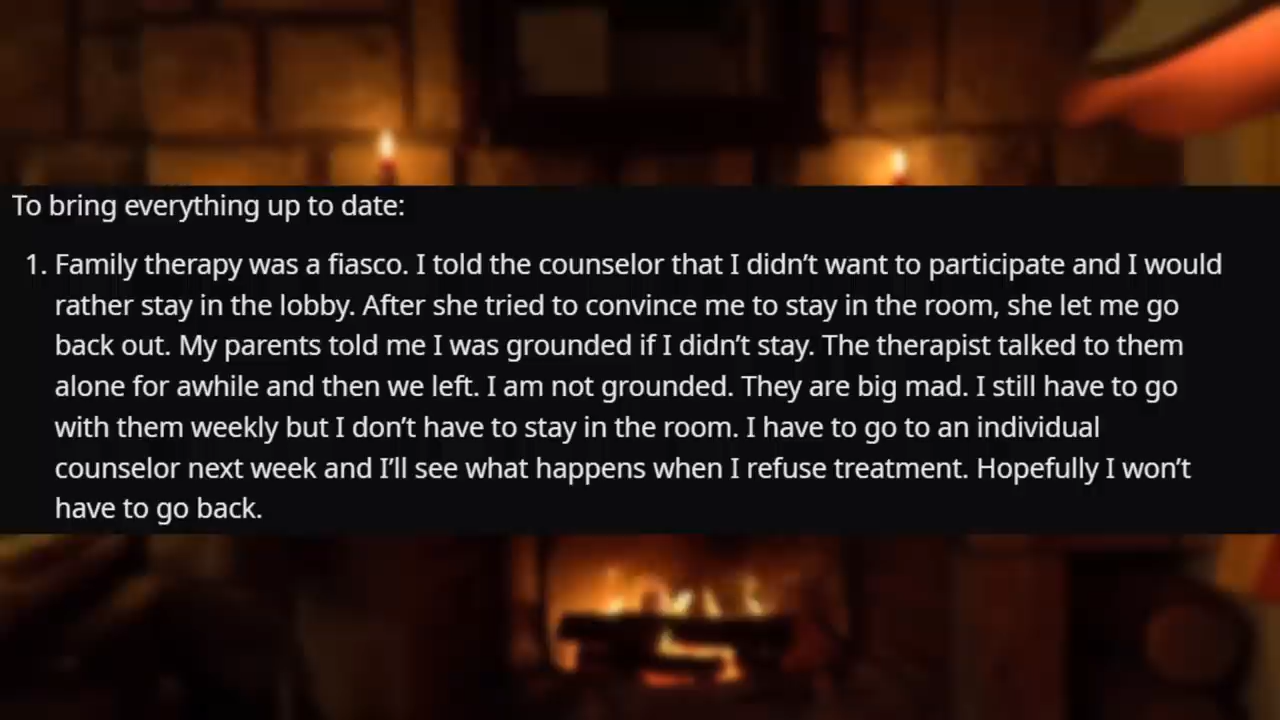 To bring everything up to date:
1. Family therapy was a fiasco. I told the counselor that I didn’t want to participate and I would
rather stay in the lobby. After she tried to convince me to stay in the room, she let me go
back out. My parents told me I was grounded if I didn’t stay. The therapist talked to them
alone for awhile and then we left. I am not grounded. They are big mad. I still have to go
with them weekly but I don’t have to stay in the room. I have to go to an individual
counselor next week and I’ll see what happens when I refuse treatment. Hopefully I won’t
have to go back.